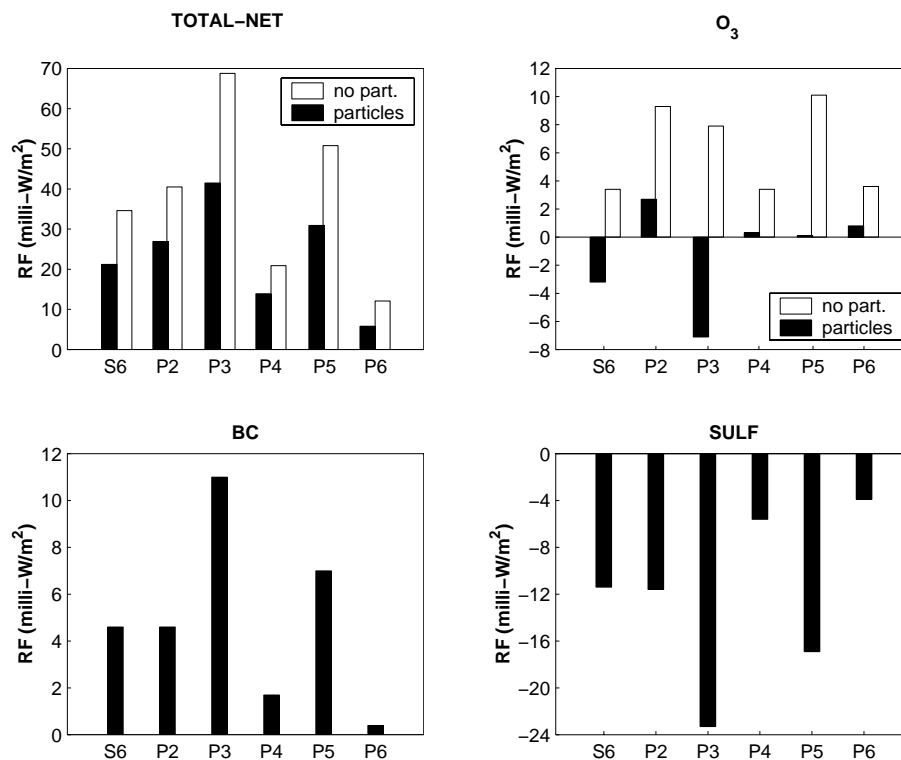 TOTAL−NET
RF (milli−W/m²)
70
60
50
40
30
20
10
0
no part.
particles
S6 P2 P3 P4 P5 P6
O₃
RF (milli−W/m²)
12
10
8
6
4
2
0
−2
−4
−6
−8
no part.
particles
S6 P2 P3 P4 P5 P6
BC
RF (milli−W/m²)
12
10
8
6
4
2
0
S6 P2 P3 P4 P5 P6
SULF
RF (milli−W/m²)
0
−4
−8
−12
−16
−20
−24
S6 P2 P3 P4 P5 P6